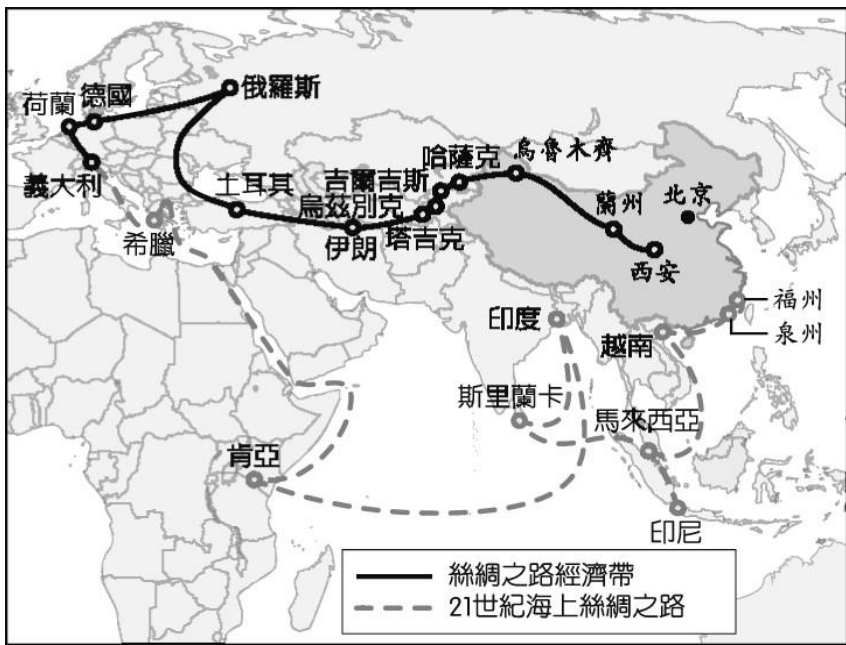 俄羅斯
德國
荷蘭
烏魯木齊
哈薩克
吉爾吉斯
義大利
土耳其
烏茲別克
蘭州
北京
希臘
伊朗
塔吉克
西安
福州
印度
越南
泉州
斯里蘭卡
馬來西亞
肯亞
印尼
絲綢之路經濟帶
21世紀海上絲綢之路